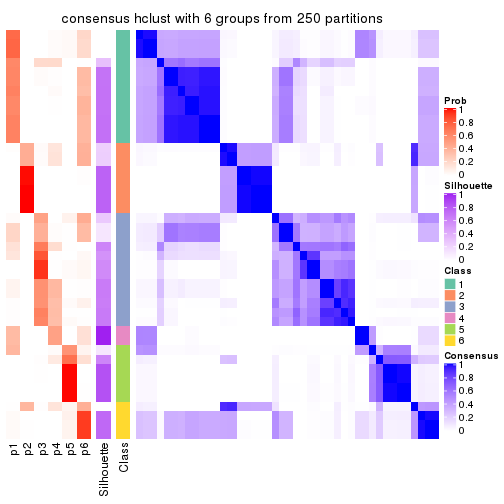 consensus hclust with 6 groups from 250 partitions
Prob
1
0.8
0.6
0.4
0.2
0
Silhouette
1
0.8
0.6
0.4
0.2
0
Class
1
2
3
4
5
6
Consensus
1
0.8
0.6
0.4
0.2
0
p1
p2
p3
p4
p5
p6
Silhouette
Class